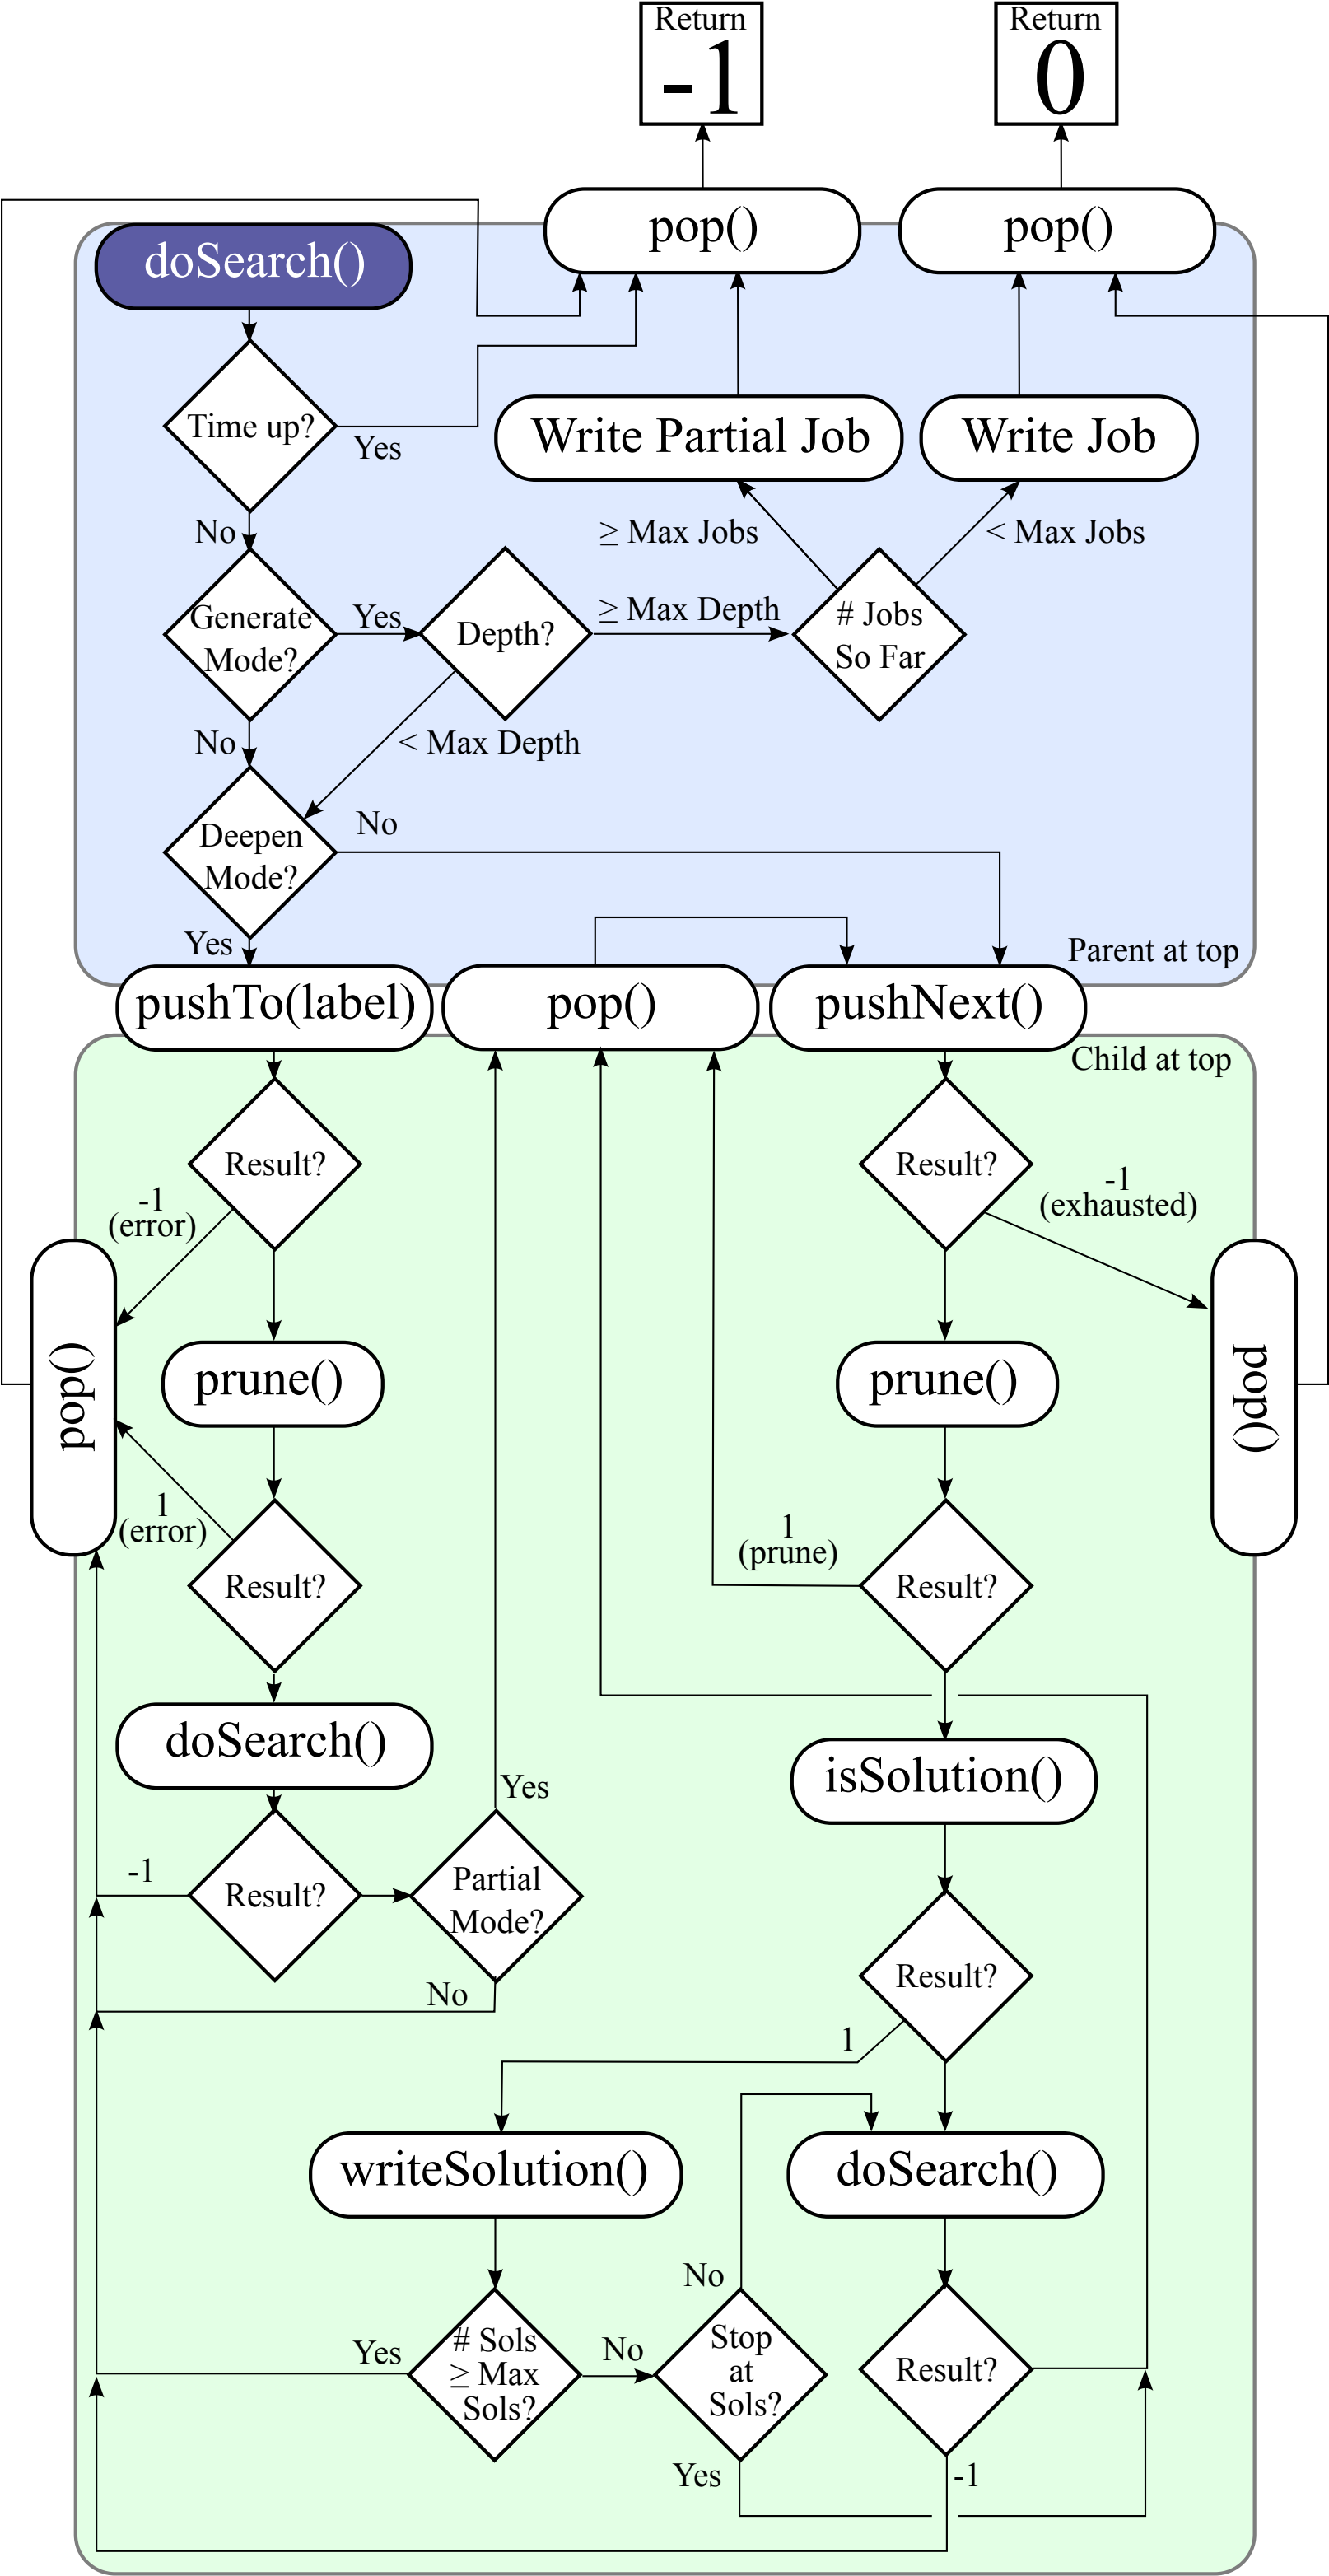 Return
-1
Return
0
pop()
pop()
doSearch()
Time up?
Yes
Write Partial Job
Write Job
No
≥ Max Jobs
< Max Jobs
Generate
Mode?
Yes
Depth?
≥ Max Depth
# Jobs
So Far
No
< Max Depth
Deepen
Mode?
No
Yes
Parent at top
pushTo(label)
pop()
pushNext()
Child at top
Result?
Result?
-1
(error)
-1
(exhausted)
pop()
prune()
prune()
pop()
1
(error)
1
(prune)
Result?
Result?
doSearch()
isSolution()
Yes
-1
Result?
Partial
Mode?
No
Result?
1
writeSolution()
doSearch()
No
Yes
# Sols
≥ Max
Sols?
No
Stop
at
Sols?
Result?
Yes
-1